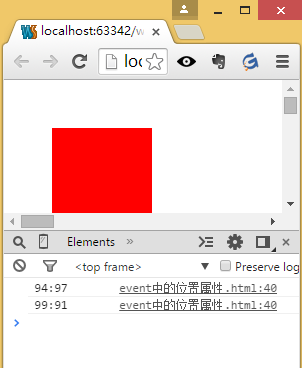 localhost:63342/w
loc
Elements »
<top frame> Preserve log
94:97 event中的位置属性.html:40
99:91 event中的位置属性.html:40